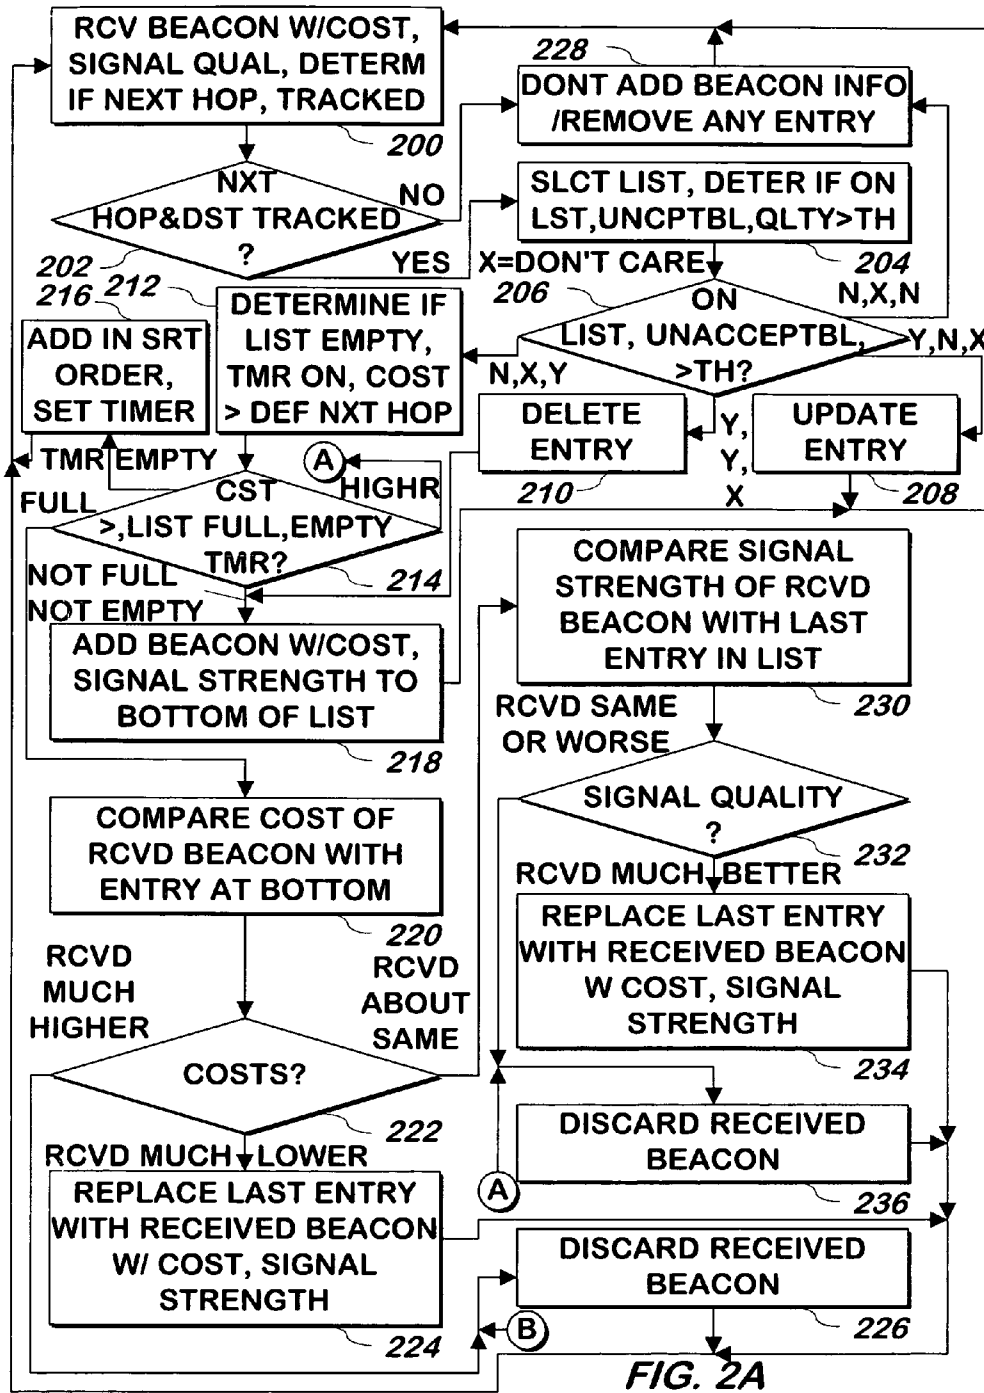 RCV BEACON W/COST,
SIGNAL QUAL, DETERM
IF NEXT HOP, TRACKED
200
228
DONT ADD BEACON INFO
/REMOVE ANY ENTRY
NXT
HOP&DST TRACKED
?
202
NO
YES
SLCT LIST, DETER IF ON
LST,UNCPTBL,QLTY>TH
204
X=DON'T CARE
206
ON
LIST, UNACCEPTBL,
>TH?
N,X,N
Y,N,X
N,X,Y
Y,
Y,
X
212
DETERMINE IF
LIST EMPTY,
TMR ON, COST
> DEF NXT HOP
216
ADD IN SRT
ORDER,
SET TIMER
DELETE
ENTRY
210
UPDATE
ENTRY
208
TMR EMPTY
A
HIGHR
FULL
CST
>,LIST FULL,EMPTY
TMR?
214
NOT FULL
NOT EMPTY
ADD BEACON W/COST,
SIGNAL STRENGTH TO
BOTTOM OF LIST
218
COMPARE SIGNAL
STRENGTH OF RCVD
BEACON WITH LAST
ENTRY IN LIST
230
RCVD SAME
OR WORSE
SIGNAL QUALITY
?
232
RCVD MUCH BETTER
COMPARE COST OF
RCVD BEACON WITH
ENTRY AT BOTTOM
220
REPLACE LAST ENTRY
WITH RECEIVED BEACON
W COST, SIGNAL
STRENGTH
234
RCVD
MUCH
HIGHER
RCVD
ABOUT
SAME
COSTS?
222
RCVD MUCH LOWER
REPLACE LAST ENTRY
WITH RECEIVED BEACON
W/ COST, SIGNAL
STRENGTH
224
A
DISCARD RECEIVED
BEACON
236
DISCARD RECEIVED
BEACON
226
B
FIG. 2A